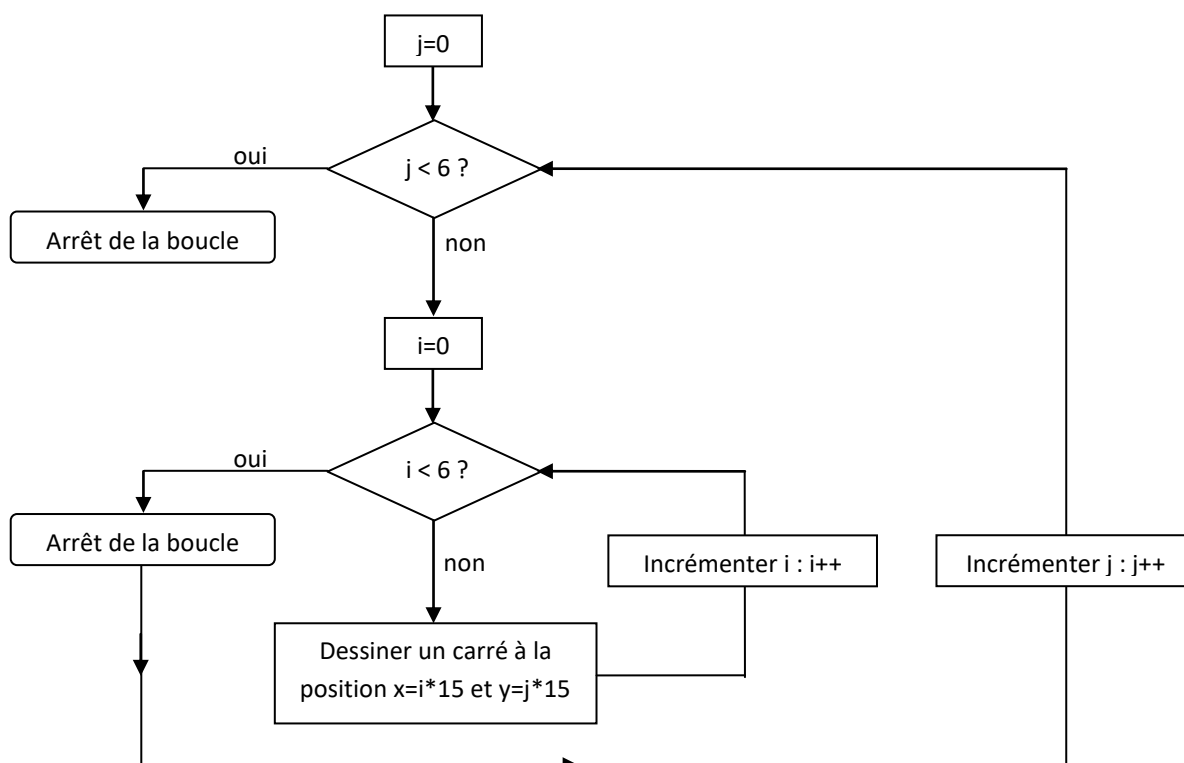 j=0
oui
j < 6 ?
Arrêt de la boucle
non
i=0
oui
i < 6 ?
Arrêt de la boucle
non
Incrémenter i : i++
Incrémenter j : j++
Dessiner un carré à la
position x=i*15 et y=j*15